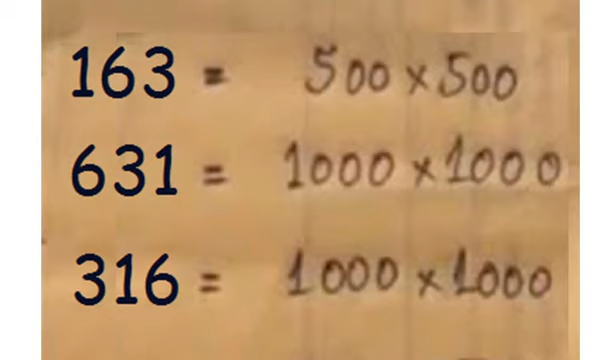 163 = 500 × 500
631 = 1000 × 1000
316 = 1000 × 1000